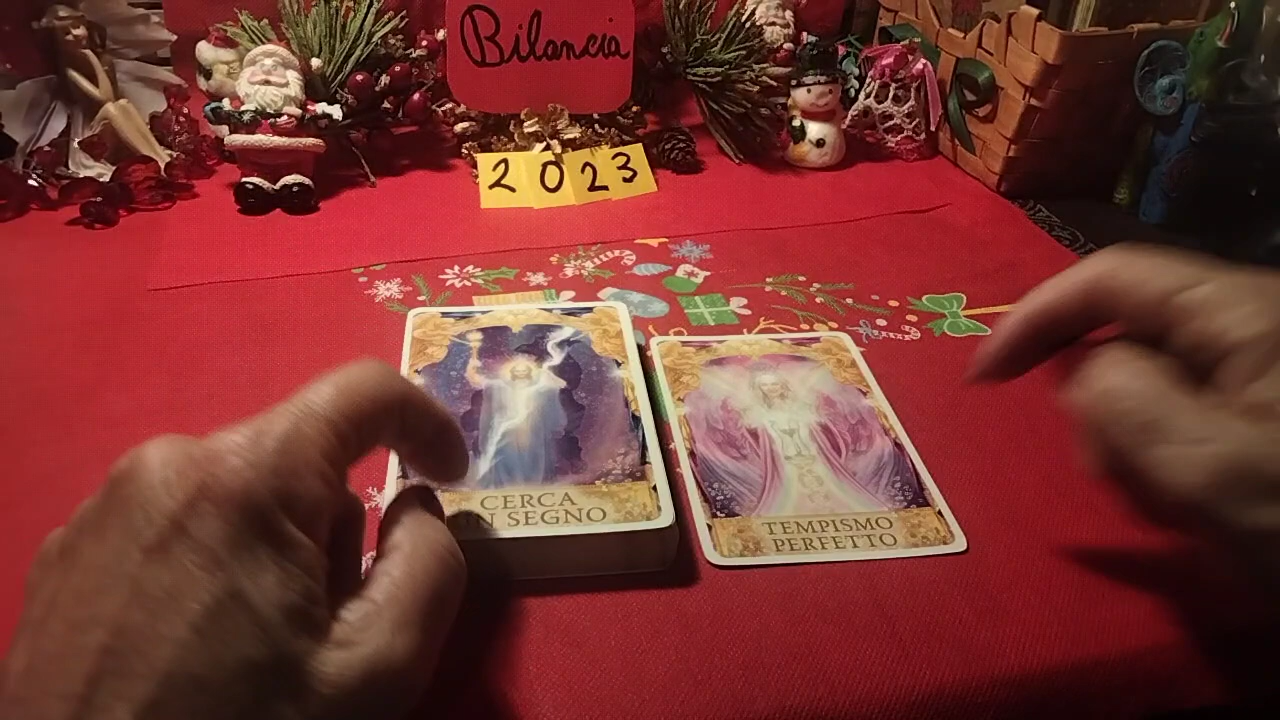 Bilancia
2023
CERCA
UN SEGNO
TEMPISMO
PERFETTO